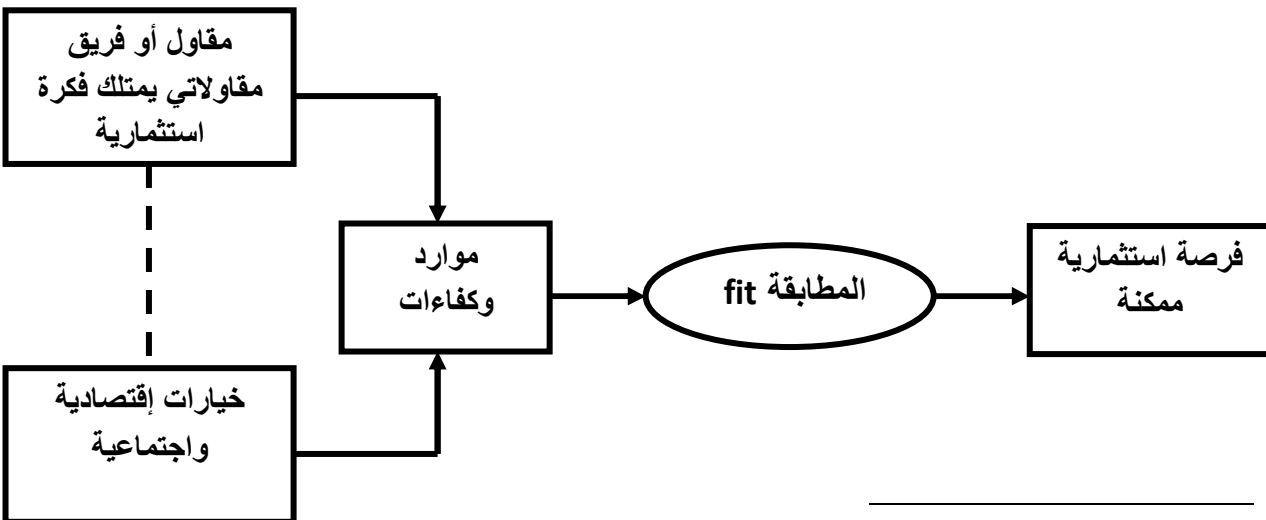 مقاول أو فريق
مقاولاتي يمتلك فكرة
استثمارية
موارد
وكفاءات
المطابقة fit
فرصة استثمارية
ممكنة
خيارات إقتصادية
واجتماعية